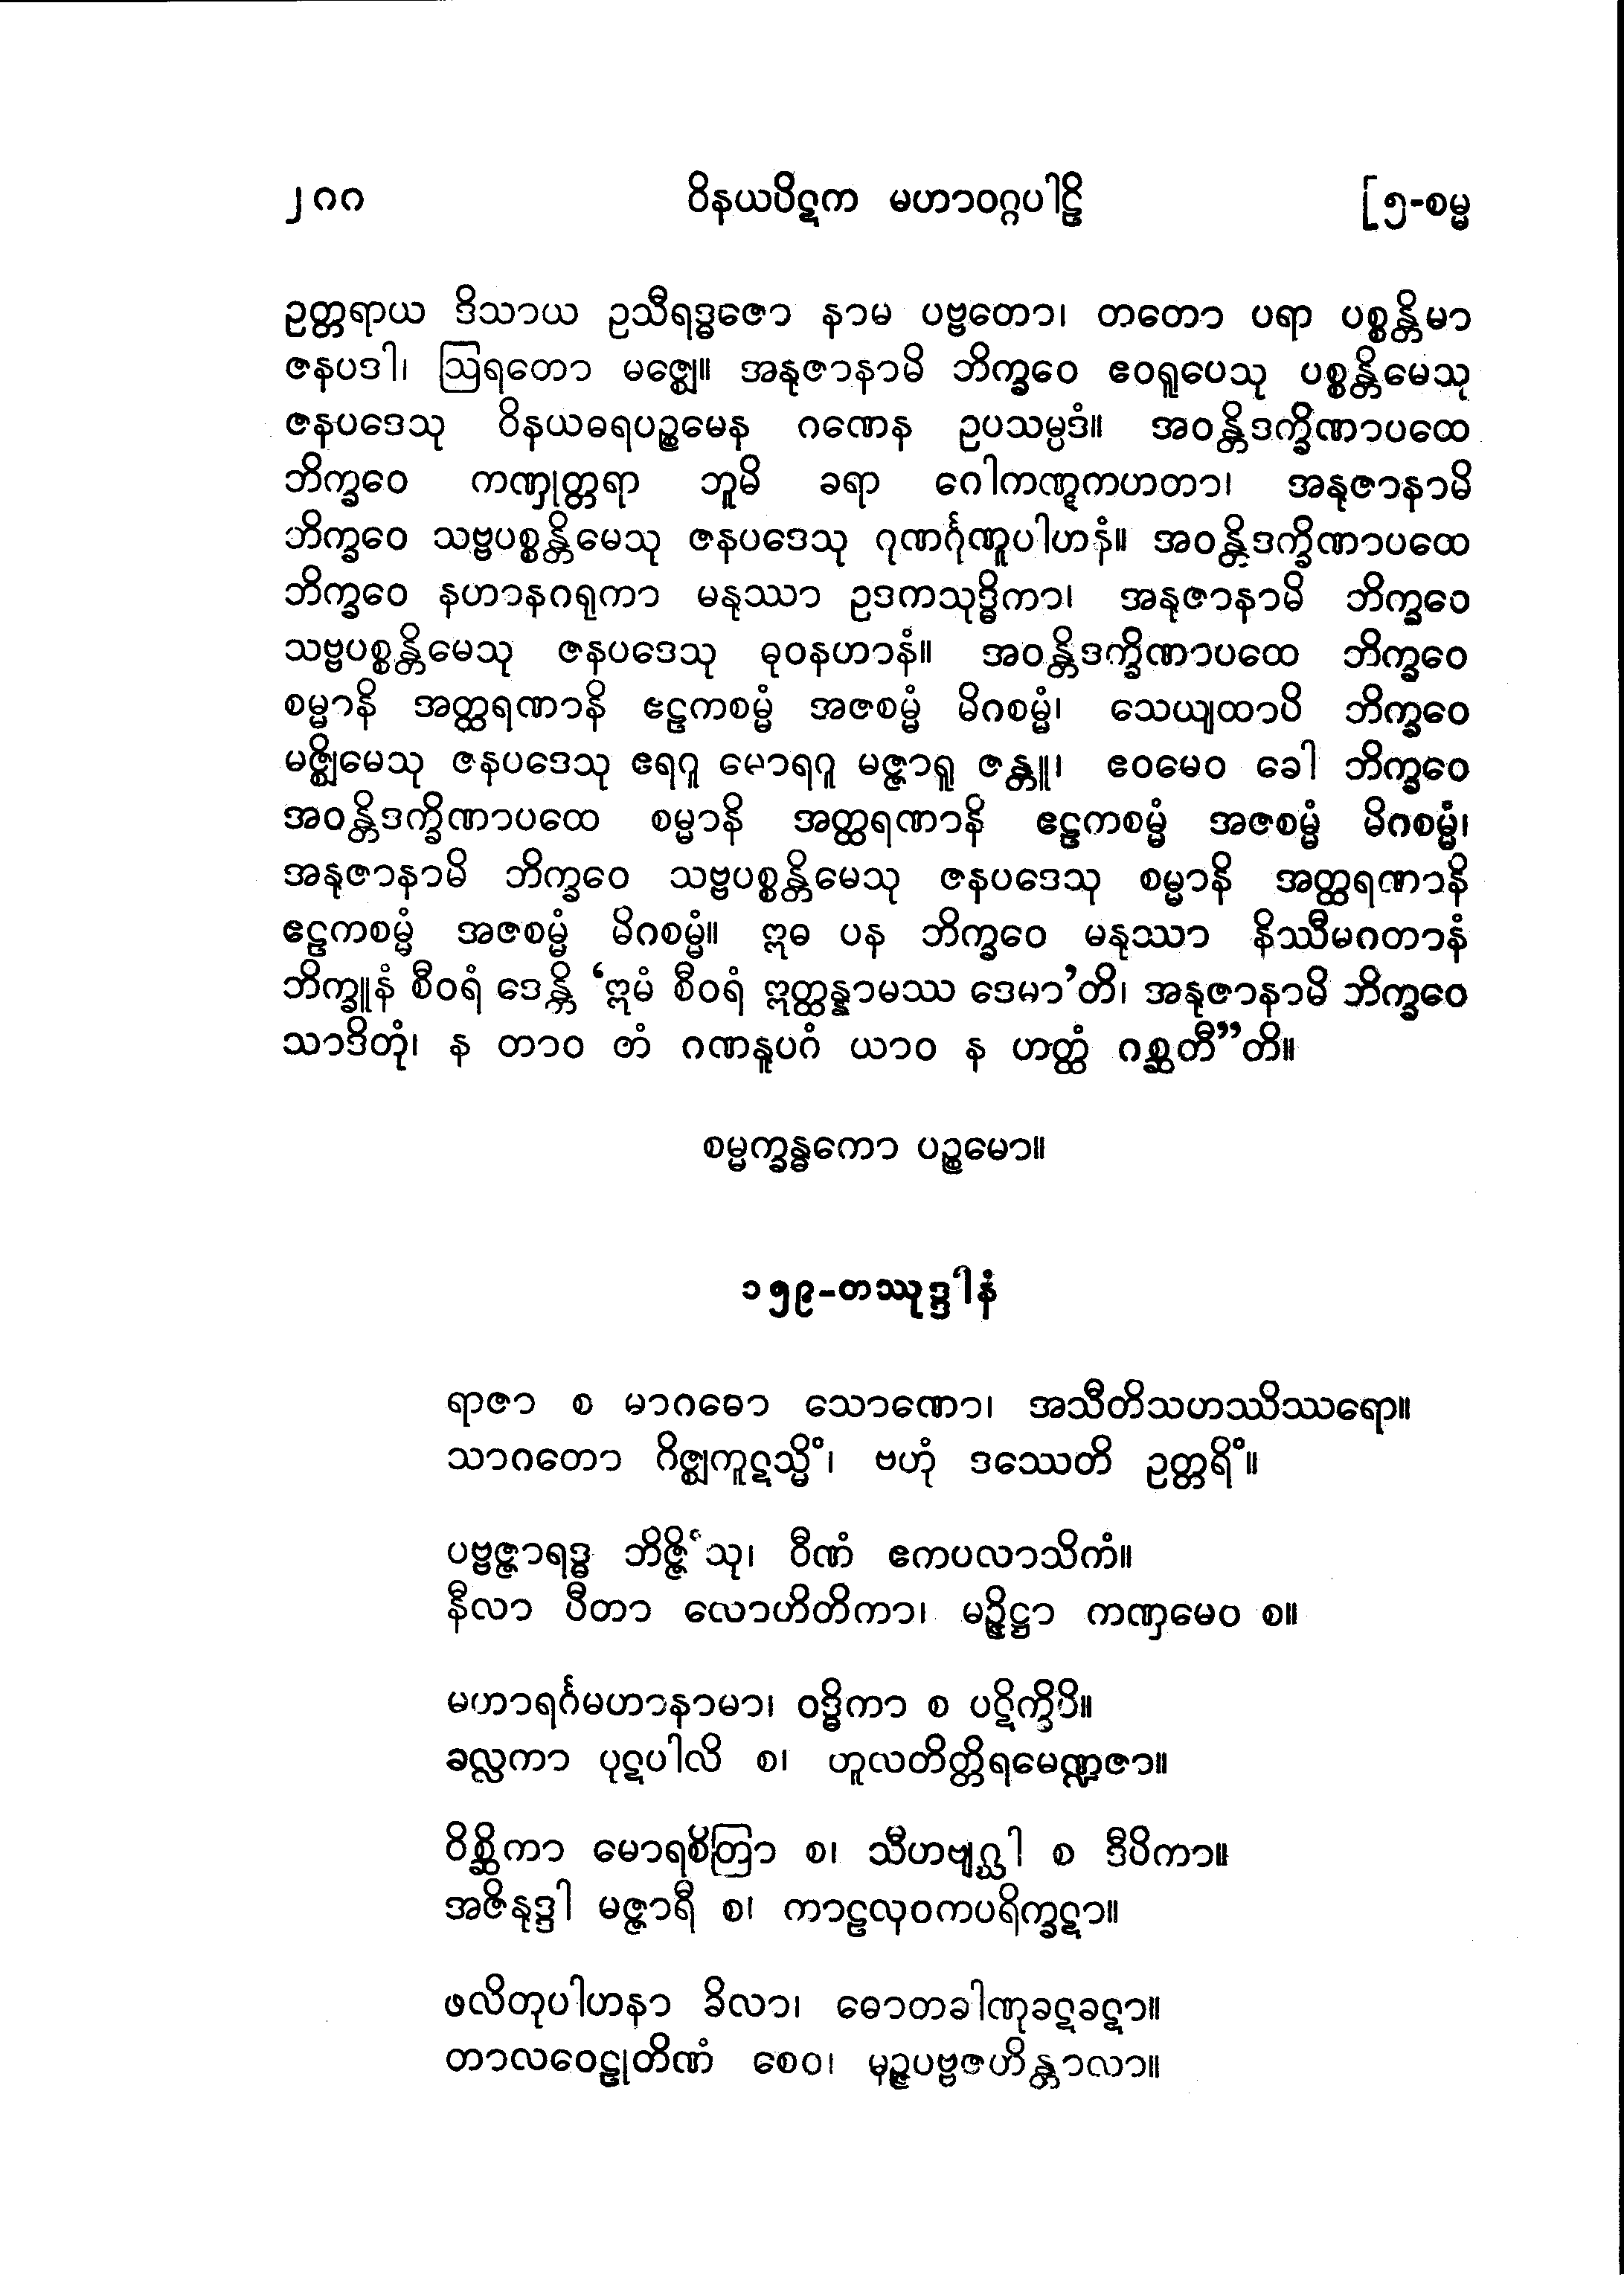 ၂၇၇ ဝိနယပိဋက မဟာဝဂ္ဂပါဠိ [၅-စမ္မ
ဥတ္တရာယ ဒိသာယ ဥသီရဒ္ဓဇော နာမ ပဗ္ဗတော၊ တတော ပရာ ပစ္စန္တိမာ
ဇနပဒါ၊ ဩရတော မဇ္ဈေ။ အနုဇာနာမိ ဘိက္ခဝေ ဧဝရူပေသု ပစ္စန္တိမေသု
ဇနပဒေသု ဝိနယဓရပဉ္စမေန ဂဏေန ဥပသမ္ပဒံ။ အဝန္တိဒက္ခိဏာပထေ
ဘိက္ခဝေ ကဏှုတ္တရာ ဘူမိ ခရာ ဂေါကဏ္ဋကဟတာ၊ အနုဇာနာမိ
ဘိက္ခဝေ သဗ္ဗပစ္စန္တိမေသု ဇနပဒေသု ဂုဏင်္ဂုဏူပါဟနံ။ အဝန္တိဒက္ခိဏာပထေ
ဘိက္ခဝေ နဟာနဂရုကာ မနုဿာ ဥဒကသုဒ္ဓိကာ၊ အနုဇာနာမိ ဘိက္ခဝေ
သဗ္ဗပစ္စန္တိမေသု ဇနပဒေသု ဓုဝနဟာနံ။ အဝန္တိဒက္ခိဏာပထေ ဘိက္ခဝေ
စမ္မာနိ အတ္ထရဏာနိ ဧဠကစမ္မံ အဇစမ္မံ မိဂစမ္မံ၊ သေယျထာပိ ဘိက္ခဝေ
မဇ္ဈိမေသု ဇနပဒေသု ဧရဂူ မောရဂူ မဇ္ဇာရူ ဇန္တူ၊ ဧဝမေဝ ခေါ ဘိက္ခဝေ
အဝန္တိဒက္ခိဏာပထေ စမ္မာနိ အတ္ထရဏာနိ ဧဠကစမ္မံ အဇစမ္မံ မိဂစမ္မံ၊
အနုဇာနာမိ ဘိက္ခဝေ သဗ္ဗပစ္စန္တိမေသု ဇနပဒေသု စမ္မာနိ အတ္ထရဏာနိ
ဧဠကစမ္မံ အဇစမ္မံ မိဂစမ္မံ။ ဣဓ ပန ဘိက္ခဝေ မနုဿာ နိဿီမဂတာနံ
ဘိက္ခူနံ စီဝရံ ဒေန္တိ ‘ဣမံ စီဝရံ ဣတ္ထန္နာမဿ ဒေမာ’တိ၊ အနုဇာနာမိ ဘိက္ခဝေ
သာဒိတုံ၊ န တာဝ တံ ဂဏနူပဂံ ယာဝ န ဟတ္ထံ ဂစ္ဆတီ”တိ။
စမ္မက္ခန္ဓကော ပဉ္စမော။
၁၅၉-တဿုဒ္ဒါနံ
ရာဇာ စ မာဂဓော သောဏော၊ အသီတိသဟဿိဿရော။
သာဂတော ဂိဇ္ဈကူဋသ္မိံ၊ ဗဟုံ ဒဿေတိ ဥတ္တရိံ။
ပဗ္ဗဇ္ဇာရဒ္ဓ ဘိဇ္ဇိံသု၊ ဝီဏံ ဧကပလာသိကံ။
နီလာ ပီတာ လောဟိတိကာ၊ မဉ္ဇိဋ္ဌာ ကဏှမေဝ စ။
မဟာရင်္ဂမဟာနာမာ၊ ဝဒ္ဓိကာ စ ပဋိက္ခိပိ။
ခလ္လကာ ပုဋပါလိ စ၊ တူလတိတ္တိရမေဏ္ဍဇာ။
ဝိစ္ဆိကာ မောရစိတြာ စ၊ သီဟဗျဂ္ဃါ စ ဒီပိကာ။
အဇိနုဒ္ဒါ မဇ္ဇာရီ စ၊ ကာဠလုဝကပရိက္ခဋာ။
ဖလိတုပါဟနာ ခိလာ၊ ဓောတခါဏုခဋခဋာ။
တာလဝေဠုတိဏံ စေဝ၊ မုဉ္ဇပဗ္ဗဇဟိန္တာလာ။